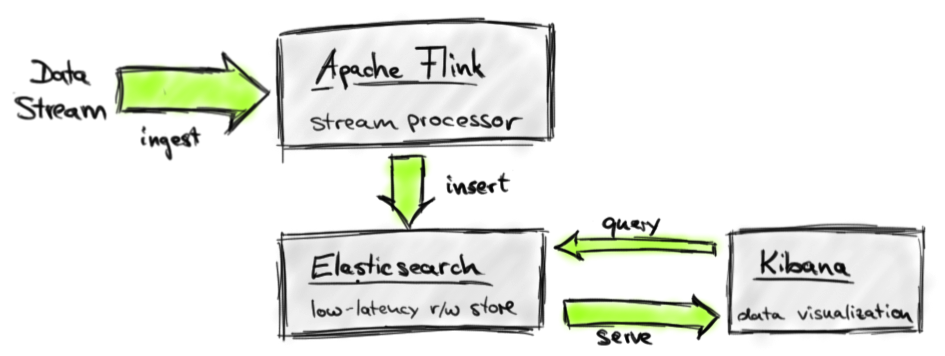 Data
Stream
ingest
Apache Flink
stream processor
insert
Elasticsearch
low-latency r/w store
query
serve
Kibana
data visualization